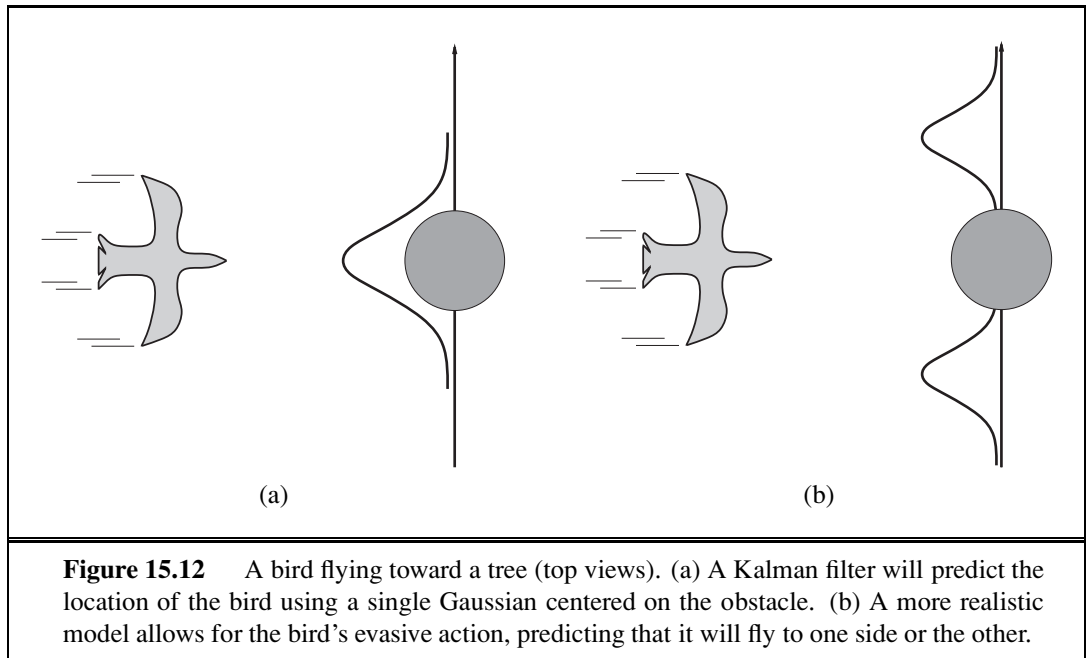 (a) (b)
Figure 15.12 A bird flying toward a tree (top views). (a) A Kalman filter will predict the
location of the bird using a single Gaussian centered on the obstacle. (b) A more realistic
model allows for the bird's evasive action, predicting that it will fly to one side or the other.